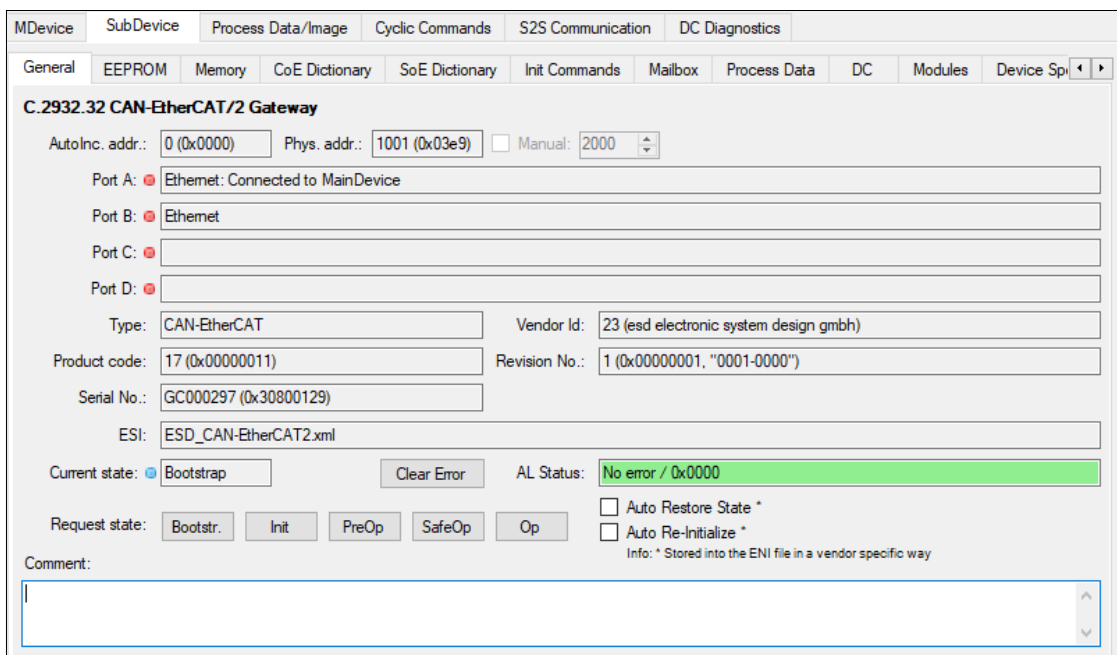 MDevice SubDevice Process Data/Image Cyclic Commands S2S Communication DC Diagnostics
General EEPROM Memory CoE Dictionary SoE Dictionary Init Commands Mailbox Process Data DC Modules Device Sp
C.2932.32 CAN-EtherCAT/2 Gateway
AutoInc. addr.: 0 (0x0000) Phys. addr.: 1001 (0x03e9) Manual: 2000
Port A: Ethernet: Connected to MainDevice
Port B: Ethernet
Port C:
Port D:
Type: CAN-EtherCAT Vendor Id: 23 (esd electronic system design gmbh)
Product code: 17 (0x00000011) Revision No.: 1 (0x00000001, "0001-0000")
Serial No.: GC000297 (0x30800129)
ESI: ESD_CAN-EtherCAT2.xml
Current state: Bootstrap Clear Error AL Status: No error / 0x0000
Auto Restore State *
Request state: Bootstr. Init PreOp SafeOp Op
Auto Re-Initialize *
Info: * Stored into the ENI file in a vendor specific way
Comment: